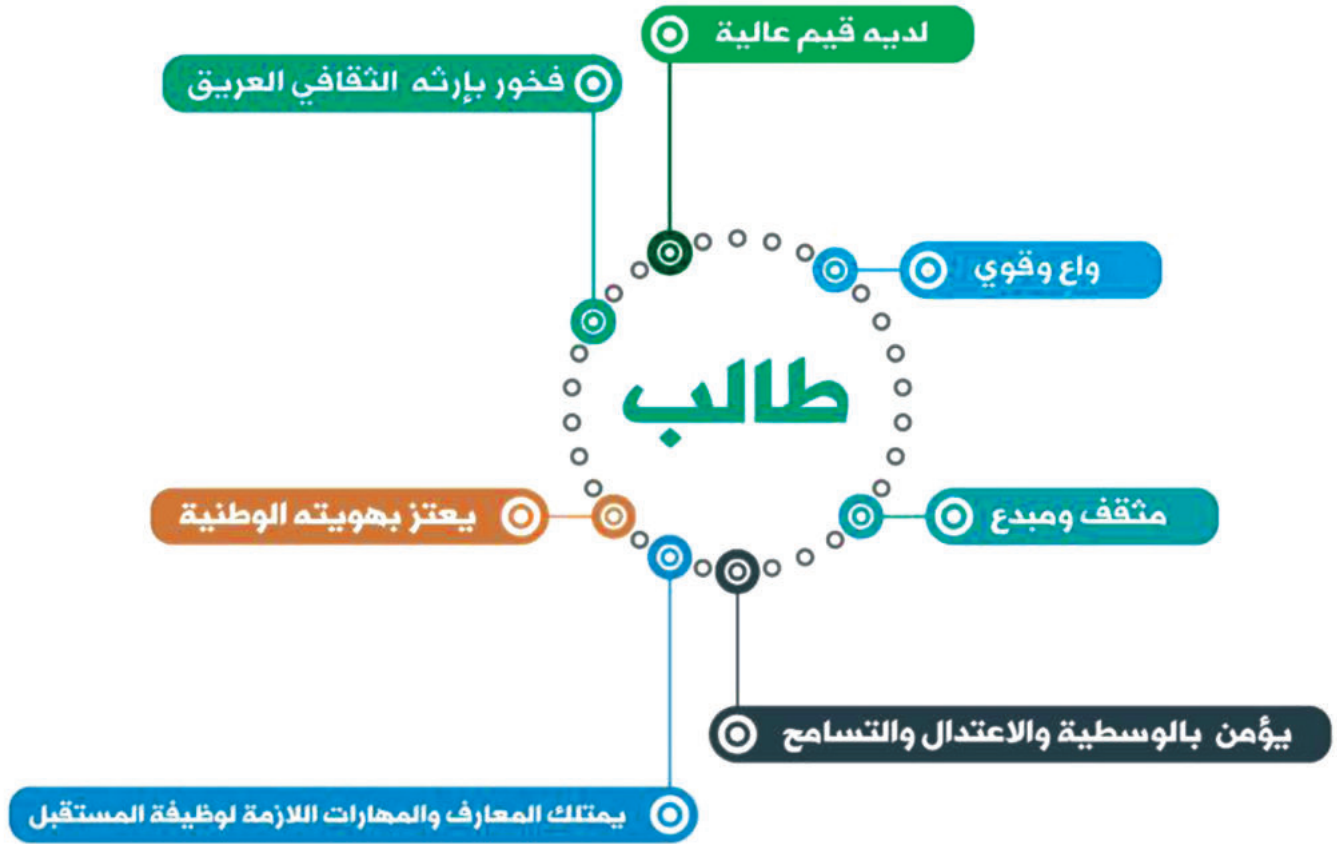 لديه قيم عالية
فخور بإرثه الثقافي العريق
واع وقوي
طالب
يعتز بهويته الوطنية
مثقف ومبدع
يؤمن بالوسطية والاعتدال والتسامح
يمتلك المعارف والمهارات اللازمة لوظيفة المستقبل